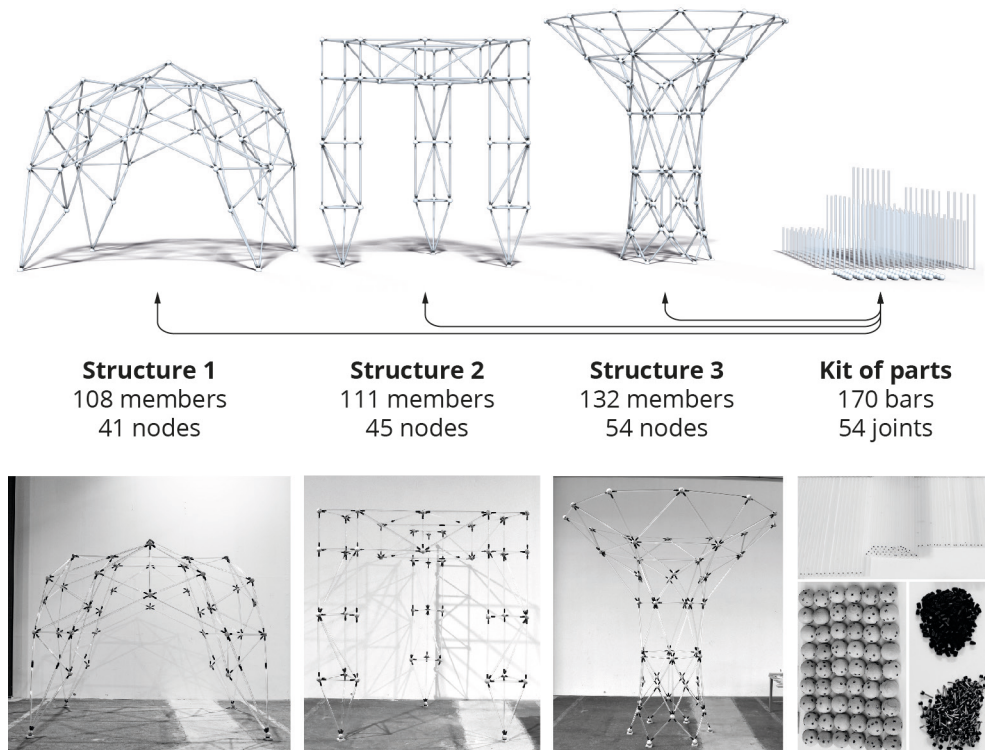 Structure 1
108 members
41 nodes
Structure 2
111 members
45 nodes
Structure 3
132 members
54 nodes
Kit of parts
170 bars
54 joints